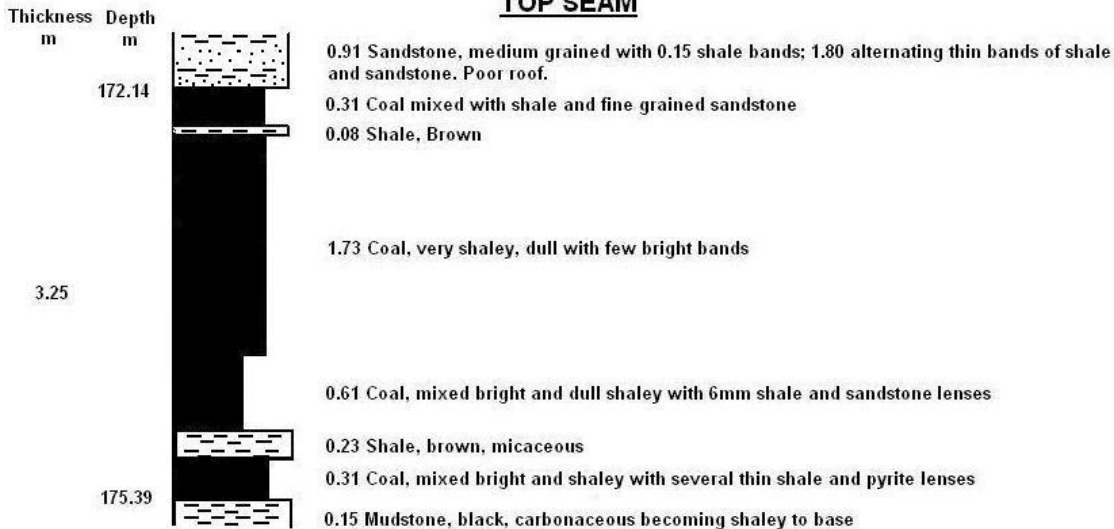 TOP SEAM
Thickness Depth
m m
0.91 Sandstone, medium grained with 0.15 shale bands; 1.80 alternating thin bands of shale
and sandstone. Poor roof.
172.14
0.31 Coal mixed with shale and fine grained sandstone
0.08 Shale, Brown
1.73 Coal, very shaley, dull with few bright bands
3.25
0.61 Coal, mixed bright and dull shaley with 6mm shale and sandstone lenses
0.23 Shale, brown, micaceous
0.31 Coal, mixed bright and shaley with several thin shale and pyrite lenses
175.39
0.15 Mudstone, black, carbonaceous becoming shaley to base